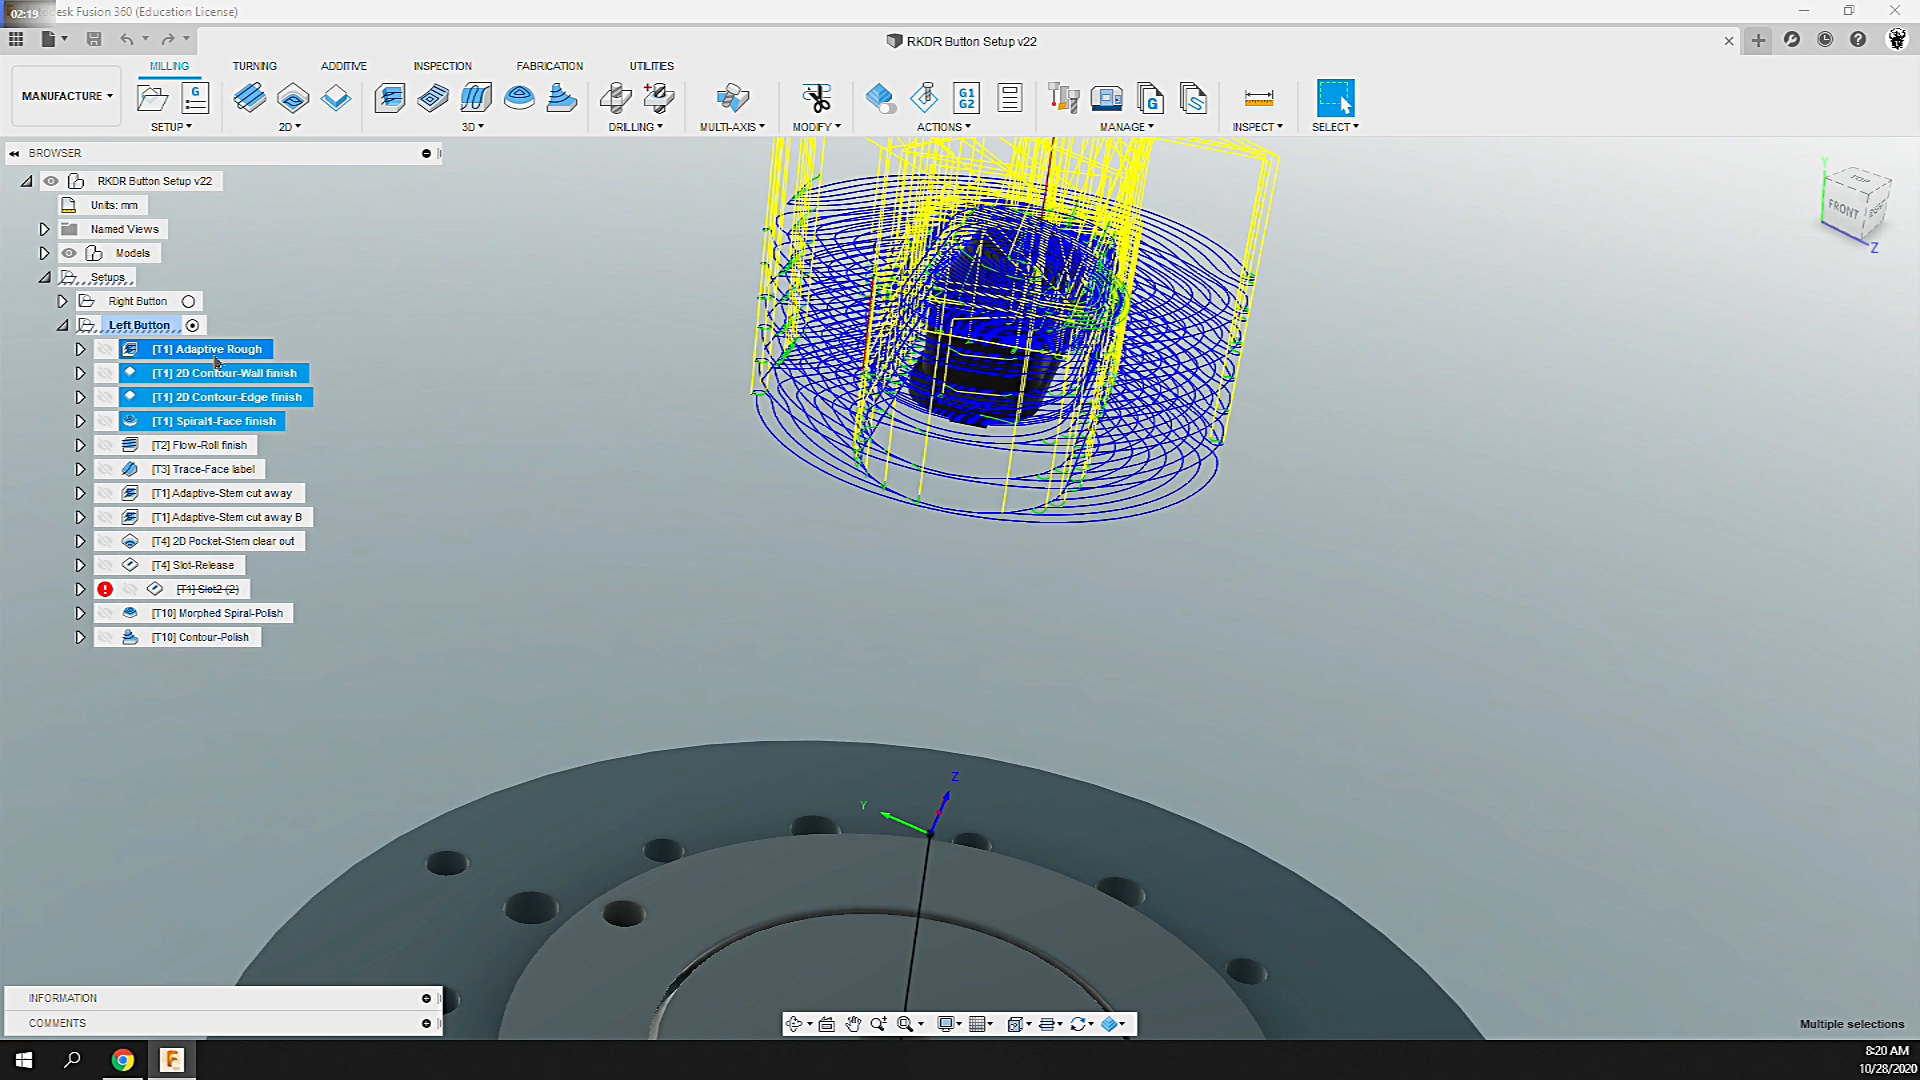 02:19
desk Fusion 360 (Education License)
RKDR Button Setup v22
MILLING
TURNING
ADDITIVE
INSPECTION
FABRICATION
UTILITIES
MANUFACTURE
SETUP
2D
3D
DRILLING
MULTI-AXIS
MODIFY
G1
G2
ACTIONS
MANAGE
INSPECT
SELECT
BROWSER
RKDR Button Setup v22
Units: mm
Named Views
Models
Setups
Right Button
Left Button
[T1] Adaptive Rough
[T1] 2D Contour-Wall finish
[T1] 2D Contour-Edge finish
[T1] Spiral1-Face finish
[T2] Flow-Roll finish
[T3] Trace-Face label
[T1] Adaptive-Stem cut away
[T1] Adaptive-Stem cut away B
[T4] 2D Pocket-Stem clear out
[T4] Slot-Release
[T1] Slot2 (2)
[T10] Morphed Spiral-Polish
[T10] Contour-Polish
Y
TOP
FRONT
Z
Z
Y
INFORMATION
COMMENTS
Multiple selections
8:20 AM
10/28/2020